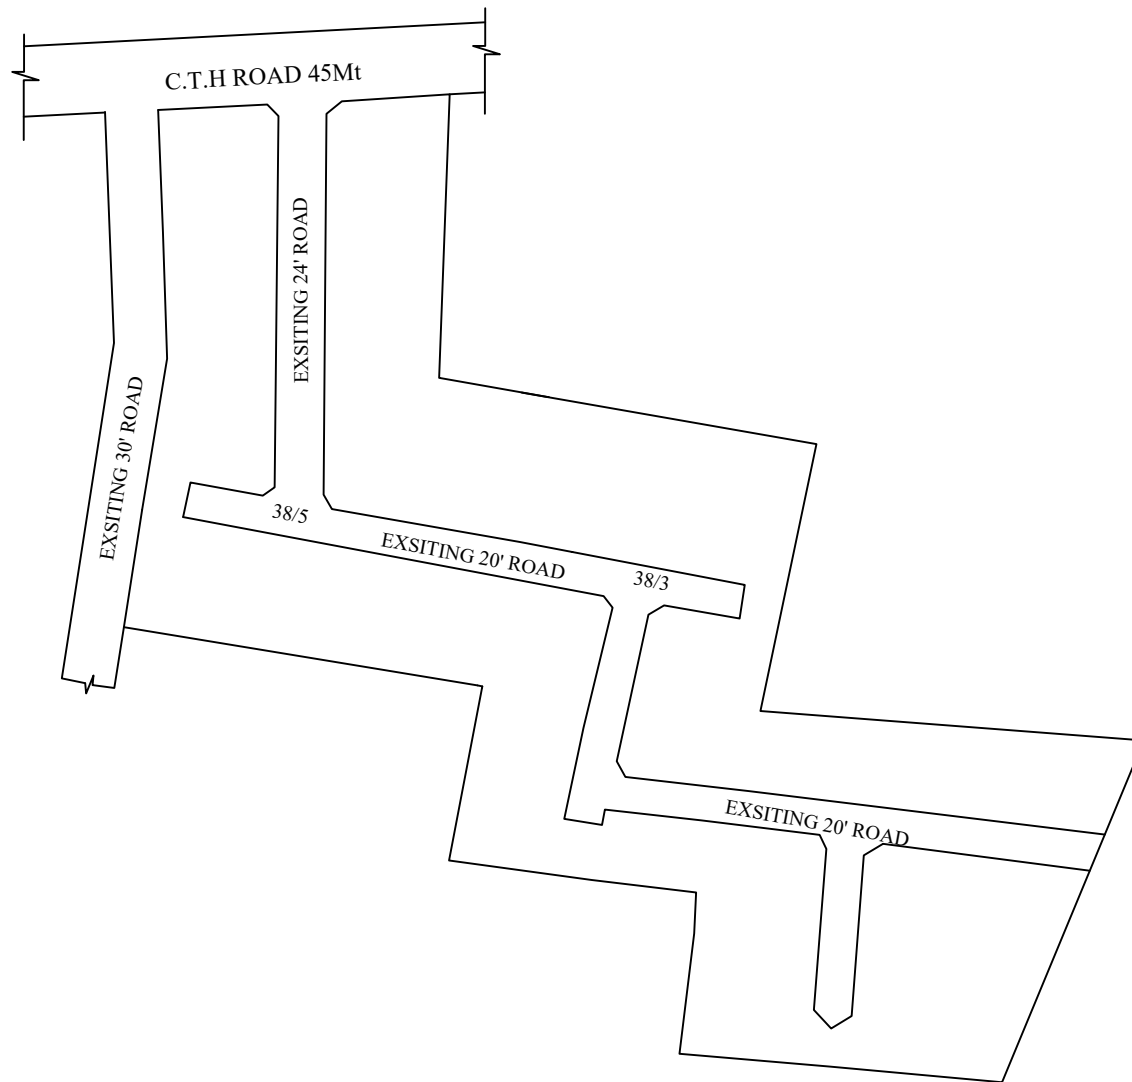 C.T.H ROAD 45Mt
EXSITING 24' ROAD
EXSITING 30' ROAD
38/5
EXSITING 20' ROAD
38/3
EXSITING 20' ROAD